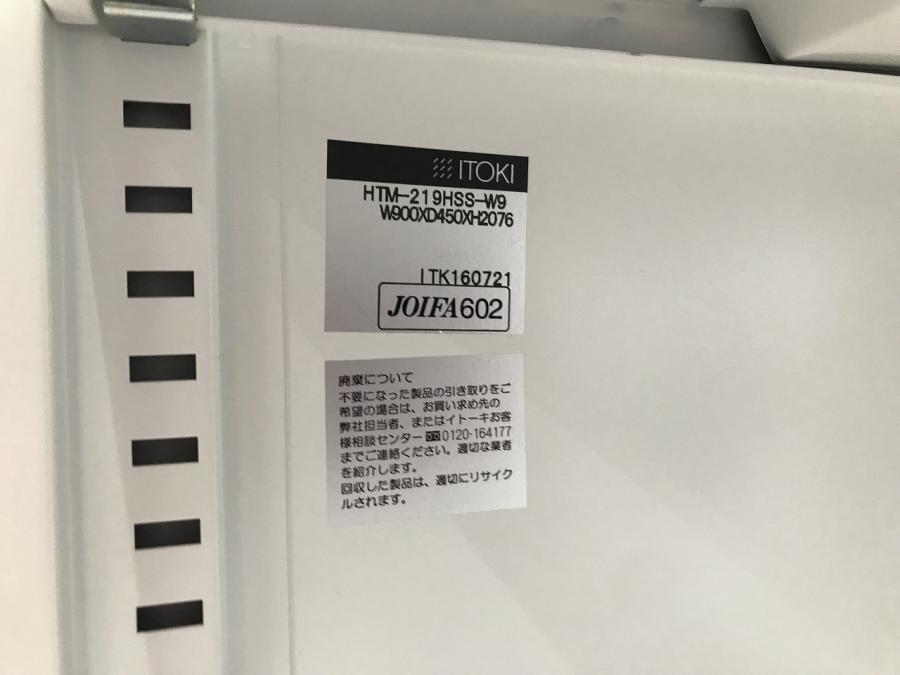 ITOKI
HTM-219HSS-W9
W900XD450XH2076
ITK160721
JOIFA602
廃棄について
不要になった製品の引き取りをご
希望の場合は、お買い求め先の
弊社担当者、またはイトーキお客
様相談センター 0120-164177
までご連絡ください。適切な業者
を紹介します。
回収した製品は、適切にリサイク
ルされます。